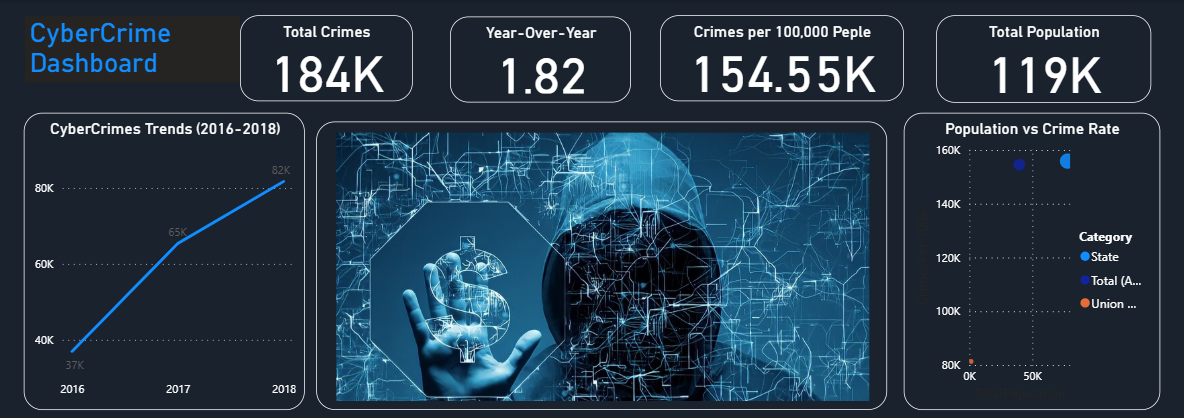 CyberCrime
Dashboard
Total Crimes
184K
Year-Over-Year
1.82
Crimes per 100,000 Peple
154.55K
Total Population
119K
CyberCrimes Trends (2016-2018)
80K
60K
40K
37K
65K
82K
2016 2017 2018
$
Population vs Crime Rate
160K
140K
120K
100K
80K
0K 50K
Category
State
Total (A...
Union ...